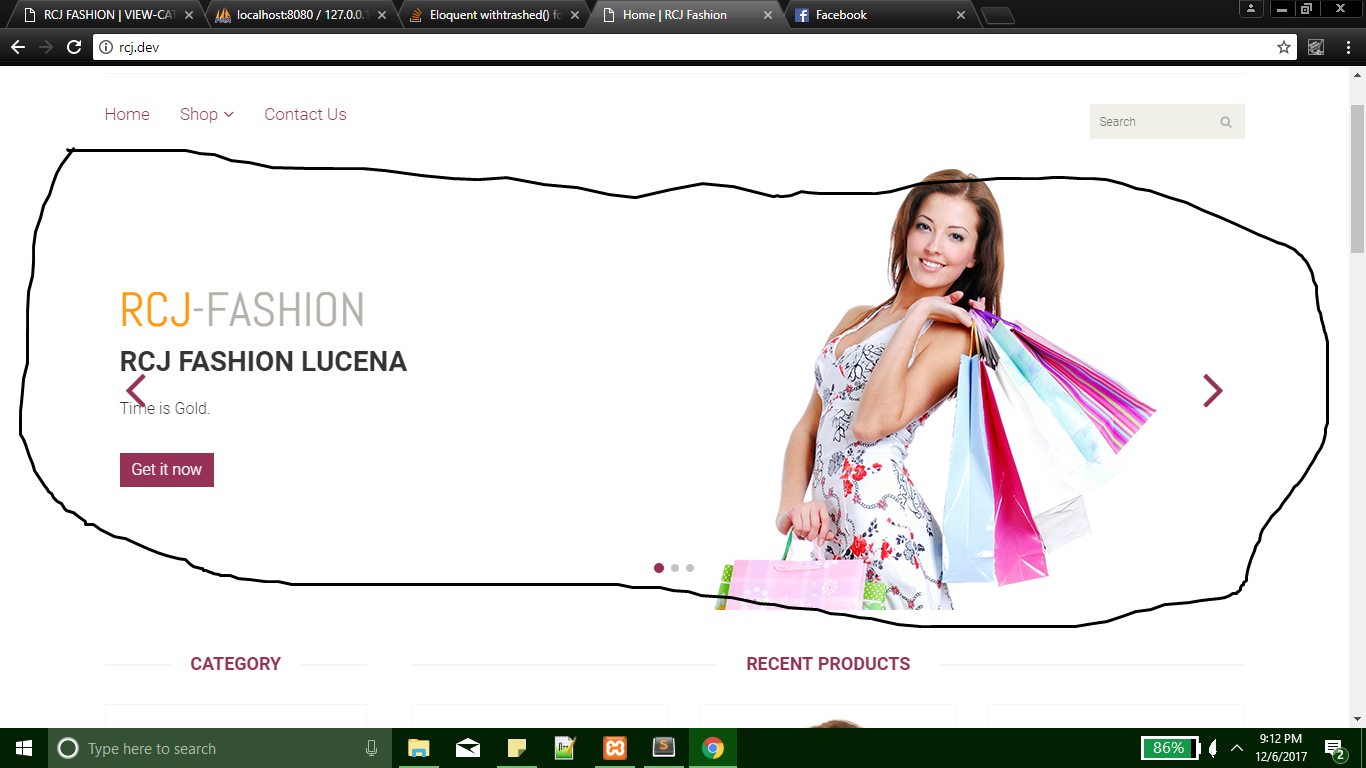 RCJ FASHION | VIEW-CAT
localhost:8080 / 127.0.0.1
Eloquent withtrashed() fo
Home | RCJ Fashion
Facebook
rcj.dev
Home
Shop
Contact Us
Search
RCJ-FASHION
RCJ FASHION LUCENA
Time is Gold.
Get it now
CATEGORY
RECENT PRODUCTS
Type here to search
86%
9:12 PM
12/6/2017
2